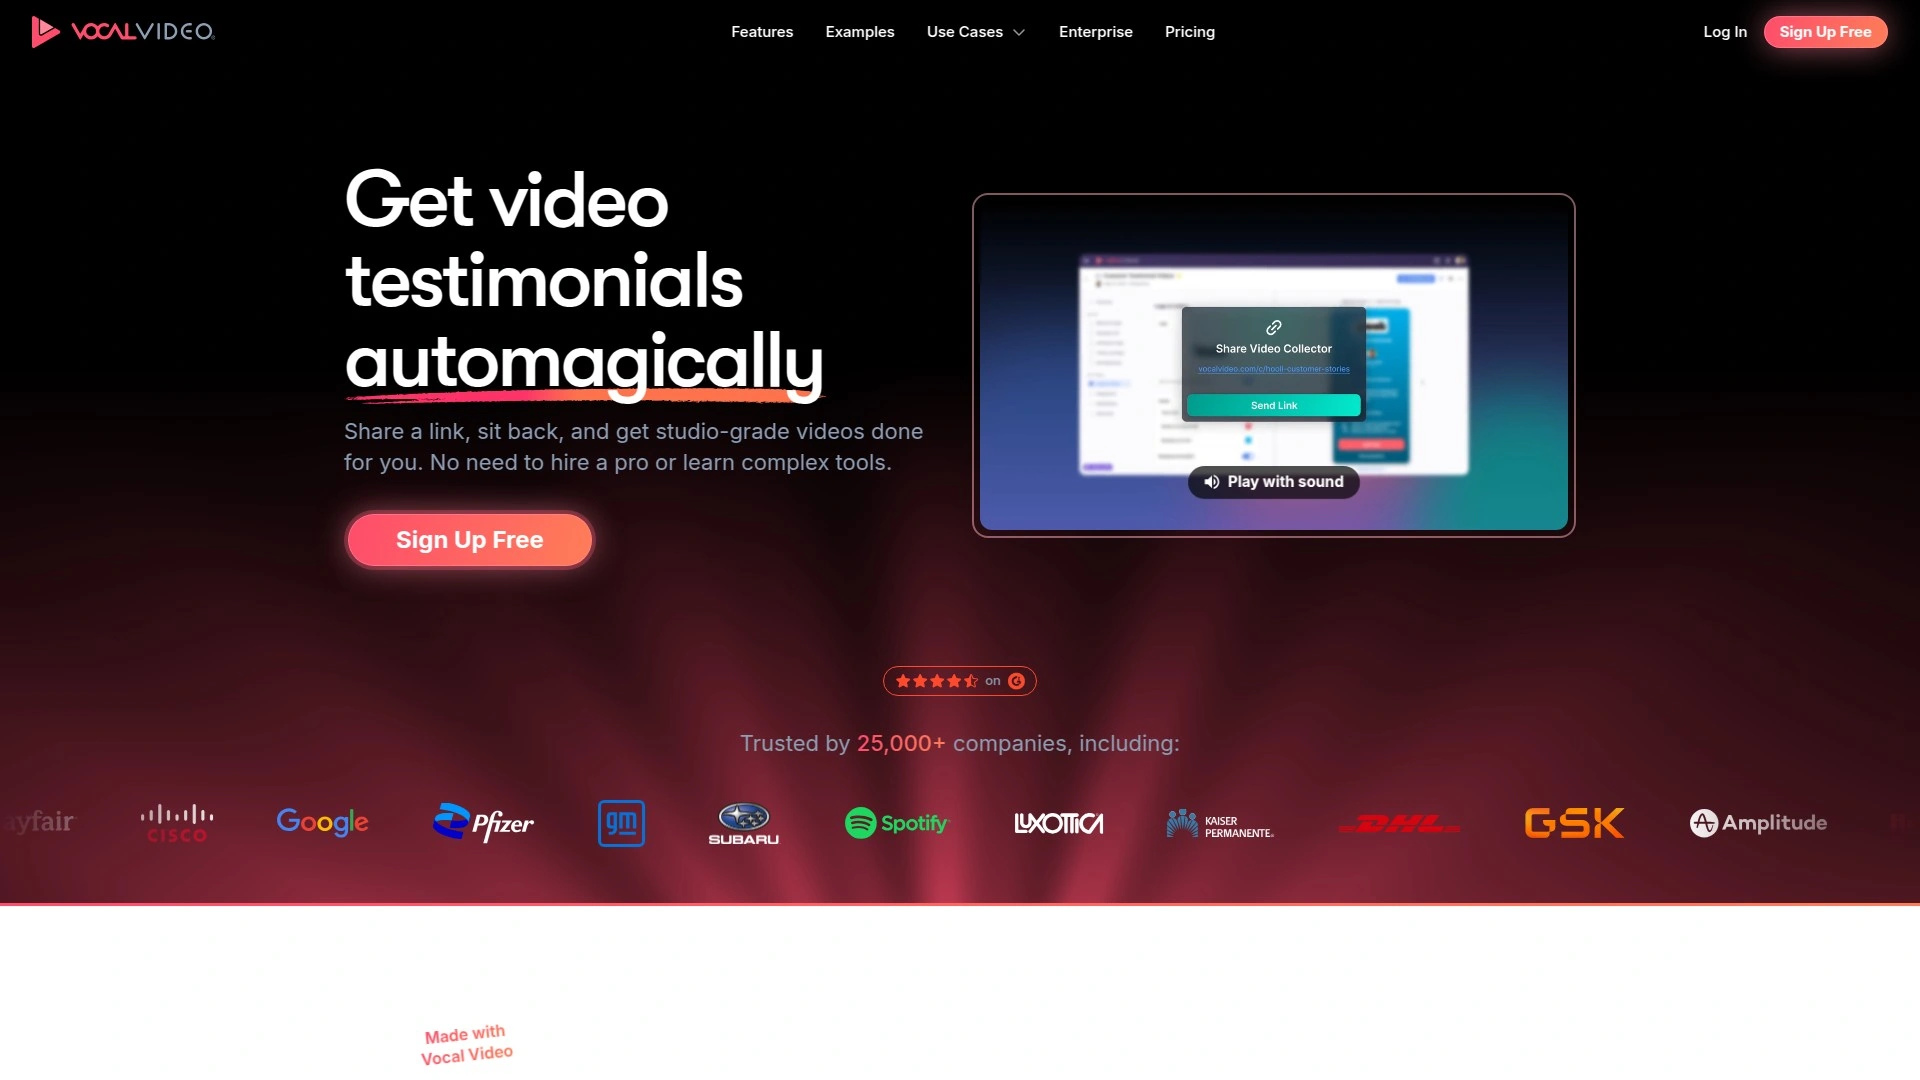 VOCALVIDEO
Features
Examples
Use Cases
Enterprise
Pricing
Log In
Sign Up Free
Get video
testimonials
automagically
Share a link, sit back, and get studio-grade videos done
for you. No need to hire a pro or learn complex tools.
Sign Up Free
Share Video Collector
vocalvideo.com/c/hooli-customer-stories
Send Link
Play with sound
on
Trusted by 25,000+ companies, including:
ayfair
CISCO
Google
Pfizer
gm
SUBARU
Spotify
LUXOTTICA
KAISER
PERMANENTE
DHL
GSK
Amplitude
Made with
Vocal Video